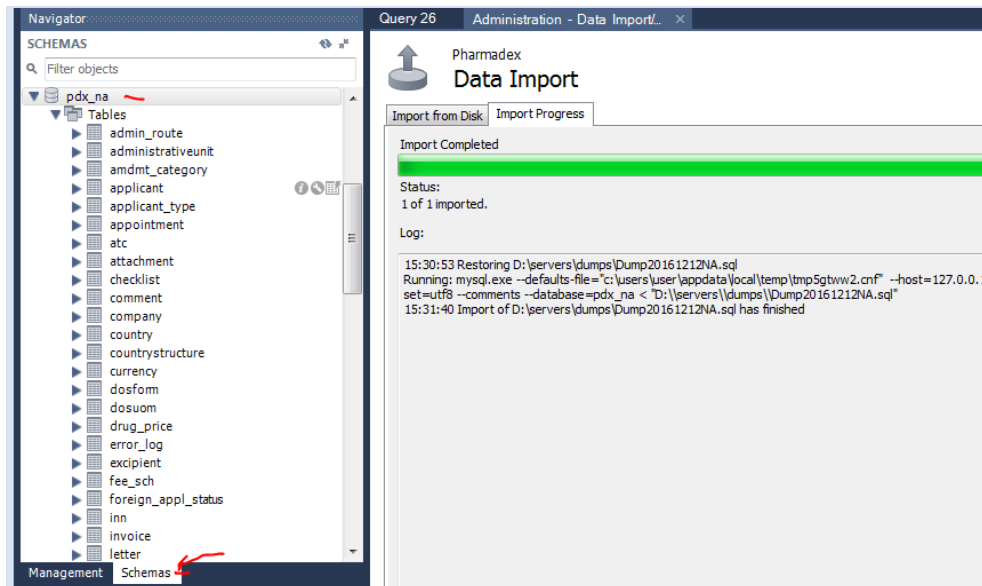 Navigator
SCHEMAS
Filter objects
pdx_na
Tables
admin_route
administrativeunit
amdmt_category
applicant
applicant_type
appointment
atc
attachment
checklist
comment
company
country
countrystructure
currency
dosform
dosuom
drug_price
error_log
excipient
fee_sch
foreign_appl_status
inn
invoice
letter
Management Schemas
Query 26 Administration - Data Import/... ×
Pharmadex
Data Import
Import from Disk Import Progress
Import Completed
Status:
1 of 1 imported.
Log:
15:30:53 Restoring D:\servers\dumps\Dump20161212NA.sql
Running: mysql.exe --defaults-file="c:\users\user\appdata\local\temp\tmp5gtww2.cnf" --host=127.0.0.1
set=utf8 --comments --database=pdx_na < "D:\\servers\\dumps\\Dump20161212NA.sql"
15:31:40 Import of D:\servers\dumps\Dump20161212NA.sql has finished